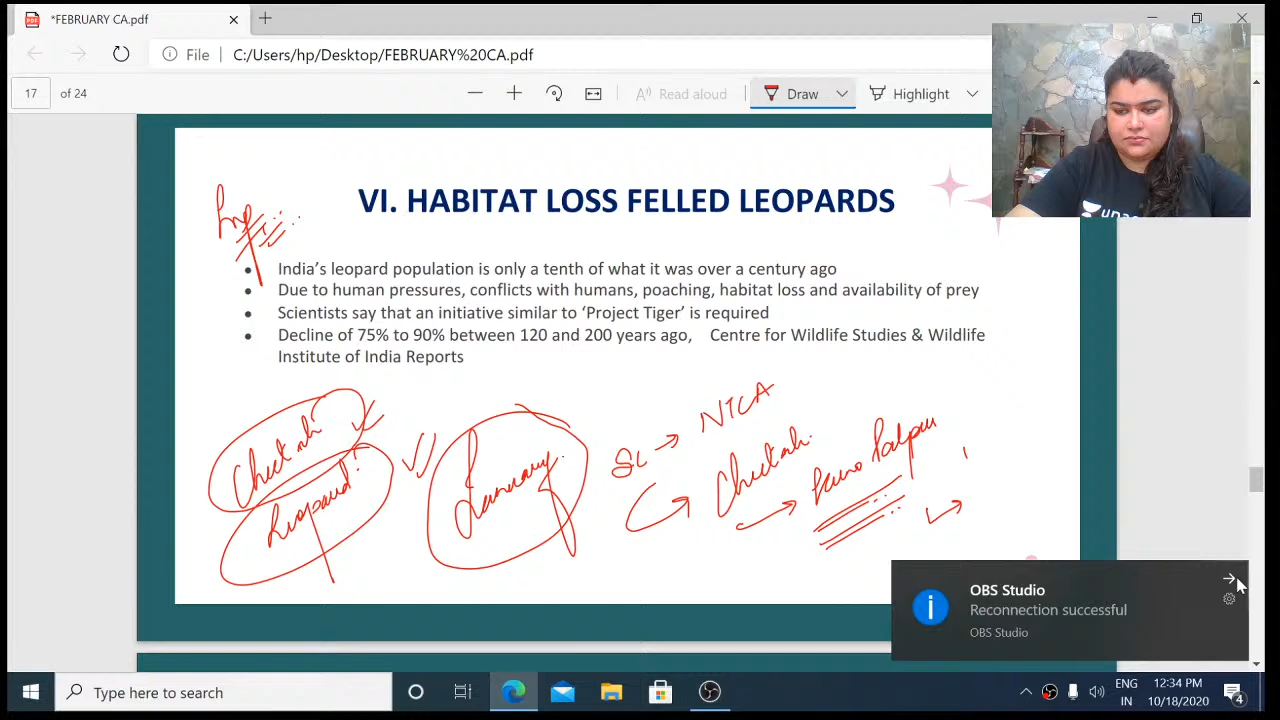 *FEBRUARY CA.pdf
File C:/Users/hp/Desktop/FEBRUARY%20CA.pdf
17 of 24 Read aloud Draw Highlight
VI. HABITAT LOSS FELLED LEOPARDS
• India's leopard population is only a tenth of what it was over a century ago
• Due to human pressures, conflicts with humans, poaching, habitat loss and availability of prey
• Scientists say that an initiative similar to 'Project Tiger' is required
• Decline of 75% to 90% between 120 and 200 years ago, Centre for Wildlife Studies & Wildlife
Institute of India Reports
Cheetah?
Leopard?
January.
SC → NTCA
Cheetah.
OBS Studio
Reconnection successful
OBS Studio
Type here to search
ENG
IN
12:34 PM
10/18/2020
4